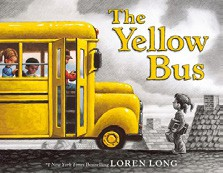 The
Yellow
Bus
#1 New York Times Bestselling LOREN LONG